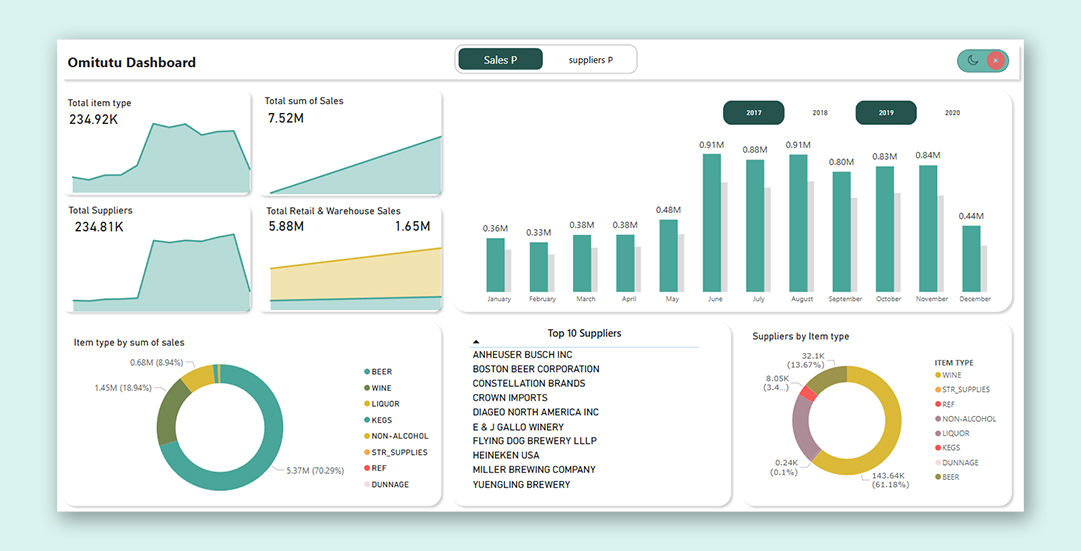 Omitutu Dashboard
Sales P
suppliers P
Total item type
234.92K
Total sum of Sales
7.52M
Total Suppliers
234.81K
Total Retail & Warehouse Sales
5.88M 1.65M
2017 2018 2019 2020
0.36M
0.33M
0.38M
0.38M
0.48M
0.91M
0.88M
0.91M
0.80M
0.83M
0.84M
0.44M
January February March April May June July August September October November December
Item type by sum of sales
0.68M (8.94%)
1.45M (18.94%)
5.37M (70.29%)
BEER
WINE
LIQUOR
KEGS
NON-ALCOHOL
STR_SUPPLIES
REF
DUNNAGE
Top 10 Suppliers
ANHEUSER BUSCH INC
BOSTON BEER CORPORATION
CONSTELLATION BRANDS
CROWN IMPORTS
DIAGEO NORTH AMERICA INC
E & J GALLO WINERY
FLYING DOG BREWERY LLLP
HEINEKEN USA
MILLER BREWING COMPANY
YUENGLING BREWERY
Suppliers by Item type
32.1K
(13.67%)
8.05K
(3.4...)
0.24K
(0.1%)
143.64K
(61.18%)
ITEM TYPE
WINE
STR_SUPPLIES
REF
NON-ALCOHOL
LIQUOR
KEGS
DUNNAGE
BEER